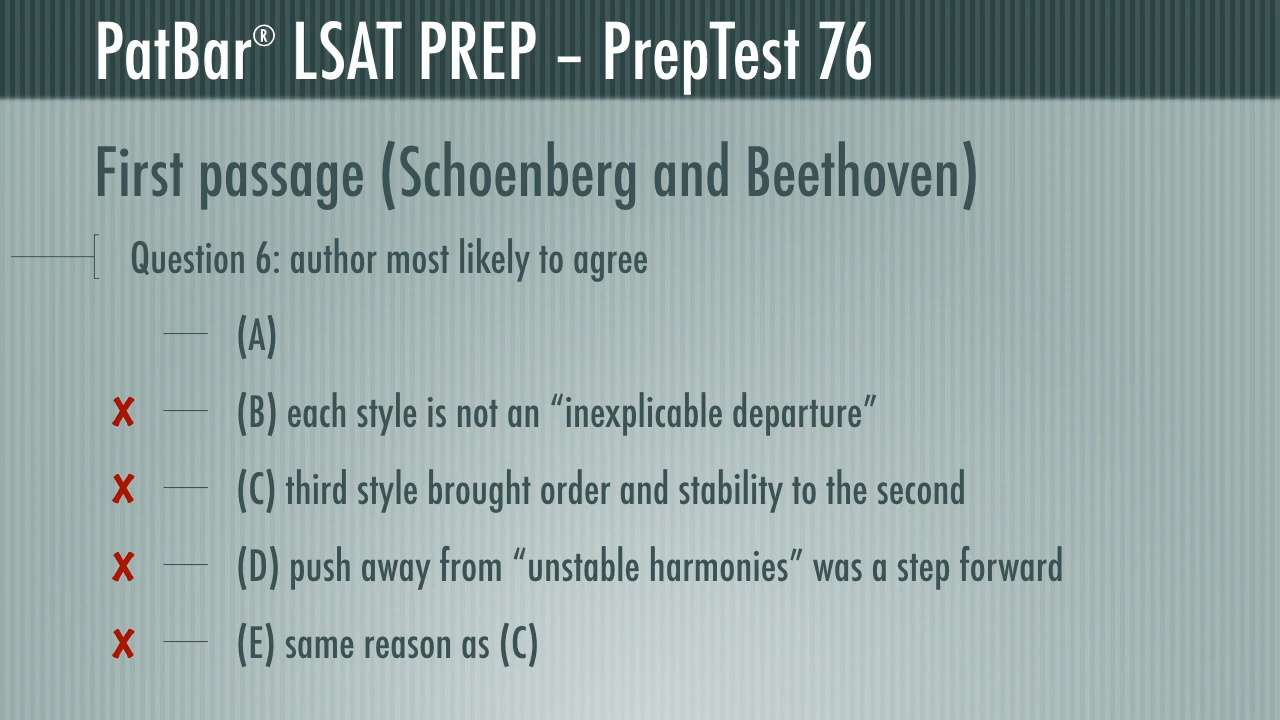 PatBar® LSAT PREP – PrepTest 76
First passage (Schoenberg and Beethoven)
Question 6: author most likely to agree
(A)
✘ (B) each style is not an “inexplicable departure”
✘ (C) third style brought order and stability to the second
✘ (D) push away from “unstable harmonies” was a step forward
✘ (E) same reason as (C)